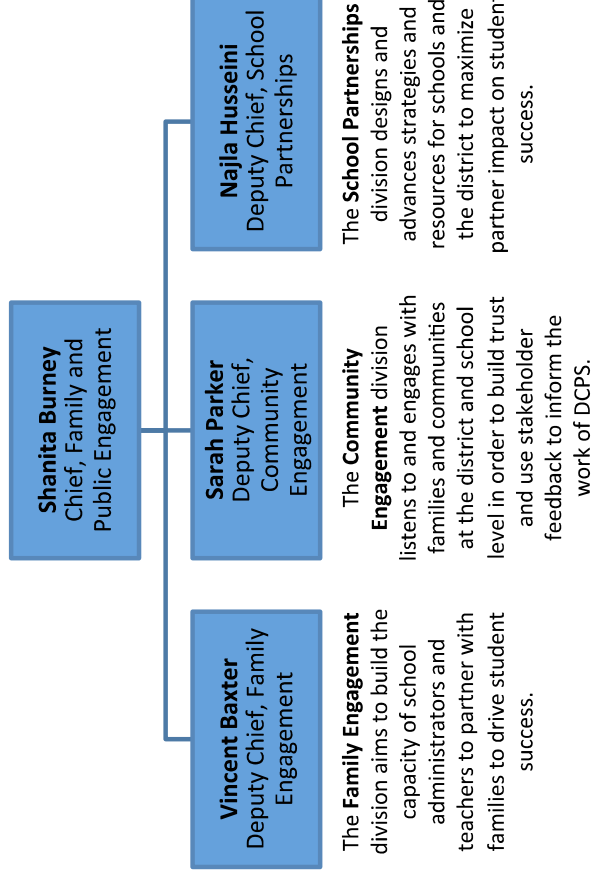 Shanita Burney
Chief, Family and
Public Engagement
Vincent Baxter
Deputy Chief, Family
Engagement
The Family Engagement
division aims to build the
capacity of school
administrators and
teachers to partner with
families to drive student
success.
Sarah Parker
Deputy Chief,
Community
Engagement
The Community
Engagement division
listens to and engages with
families and communities
at the district and school
level in order to build trust
and use stakeholder
feedback to inform the
work of DCPS.
Najla Husseini
Deputy Chief, School
Partnerships
The School Partnerships
division designs and
advances strategies and
resources for schools and
the district to maximize
partner impact on student
success.